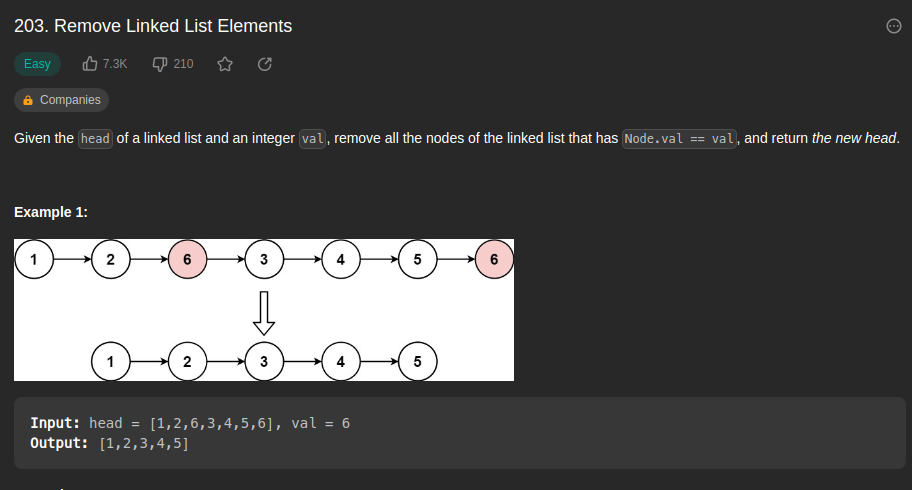 203. Remove Linked List Elements
Easy 7.3K 210
Companies
Given the head of a linked list and an integer val, remove all the nodes of the linked list that has Node.val == val, and return the new head.
Example 1:
1 2 6 3 4 5 6
1 2 3 4 5
Input: head = [1,2,6,3,4,5,6], val = 6
Output: [1,2,3,4,5]